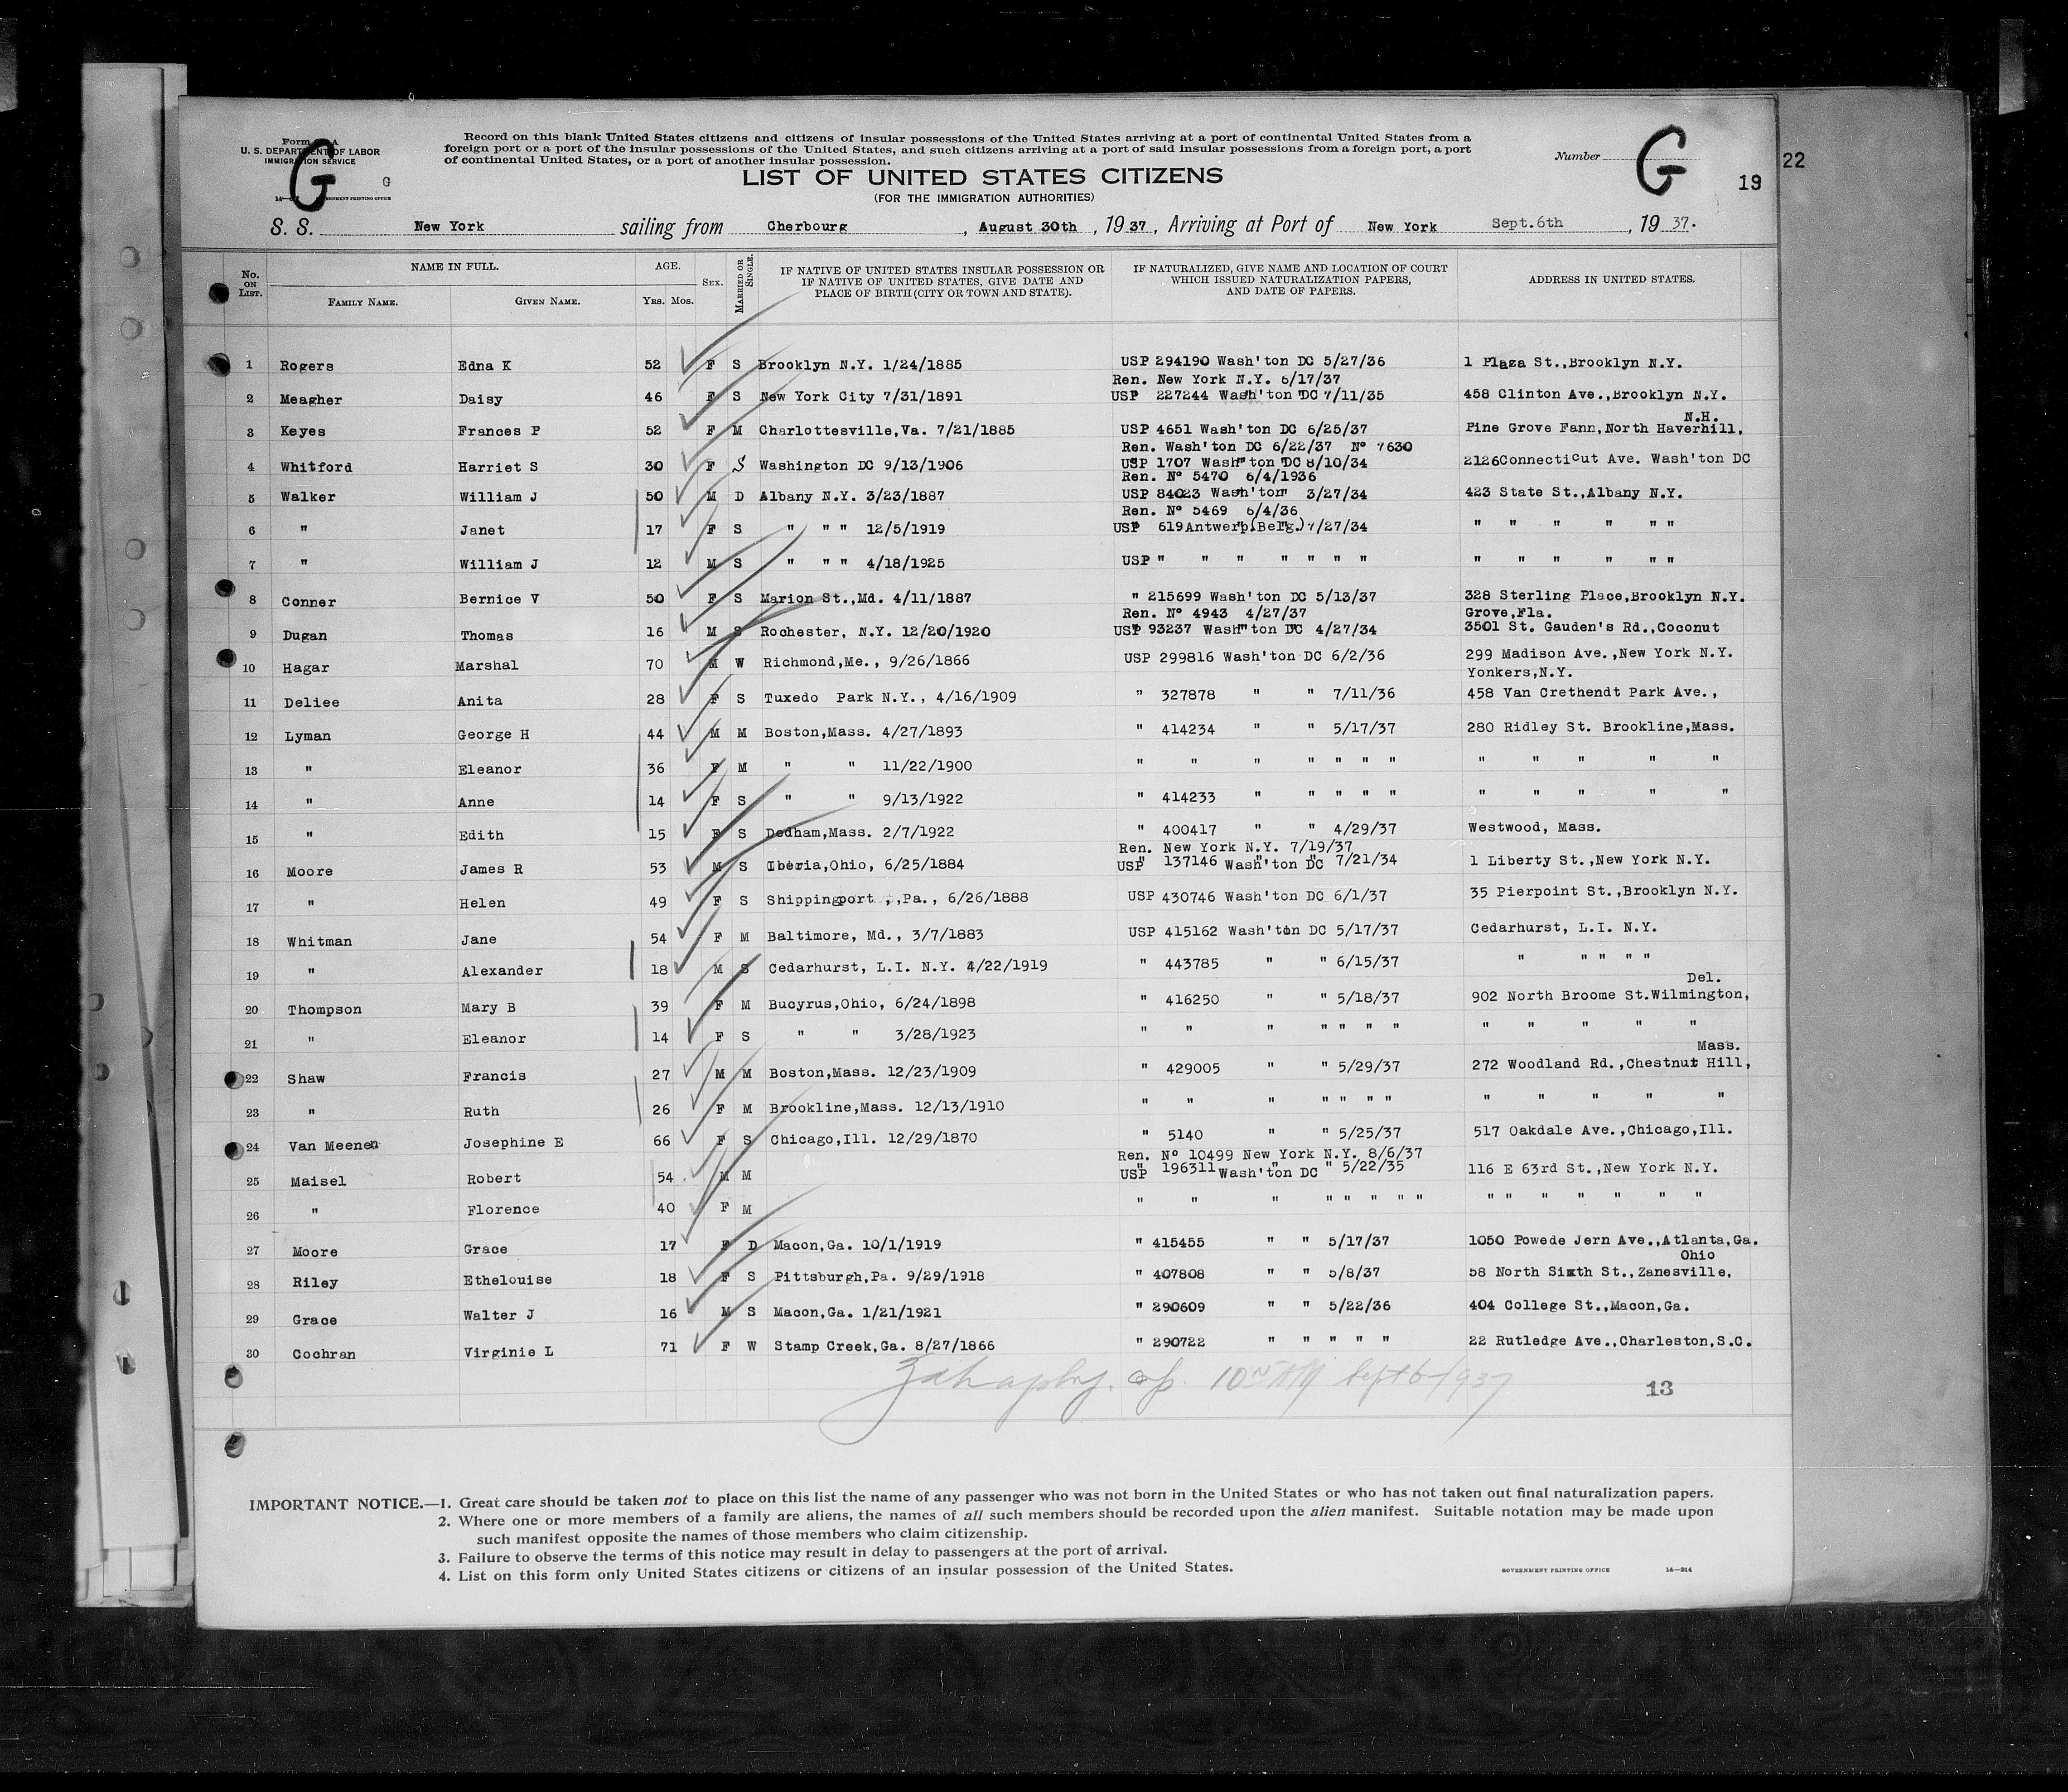 Record on this blank United States citizens and citizens of insular possessions of the United States arriving at a port of continental United States from a
foreign port or a port of the insular possessions of the United States, and such citizens arriving at a port of said insular possessions from a foreign port, a port
of continental United States, or a port of another insular possession.
Form
U. S. DEPARTMENT OF LABOR
IMMIGRATION SERVICE
G G
GOVERNMENT PRINTING OFFICE
Number G
19 22
LIST OF UNITED STATES CITIZENS
(FOR THE IMMIGRATION AUTHORITIES)
S. S. New York sailing from Cherbourg , August 30th , 1937 , Arriving at Port of New York Sept.6th , 19 37.
No. ON LIST. NAME IN FULL. FAMILY NAME. GIVEN NAME. AGE. YRS. MOS. SEX. MARRIED OR SINGLE. IF NATIVE OF UNITED STATES INSULAR POSSESSION OR IF NATIVE OF UNITED STATES, GIVE DATE AND PLACE OF BIRTH (CITY OR TOWN AND STATE). IF NATURALIZED, GIVE NAME AND LOCATION OF COURT WHICH ISSUED NATURALIZATION PAPERS, AND DATE OF PAPERS. ADDRESS IN UNITED STATES.
1 Rogers Edna K 52 F S Brooklyn N.Y. 1/24/1885 USP 294190 Wash'ton DC 5/27/36 1 Plaza St.,Brooklyn N.Y.
Ren. New York N.Y. 6/17/37
2 Meagher Daisy 46 F S New York City 7/31/1891 USP 227244 Wash'ton DC 7/11/35 458 Clinton Ave.,Brooklyn N.Y.
N.H.
3 Keyes Frances P 52 F M Charlottesville,Va. 7/21/1885 USP 4651 Wash'ton DC 6/25/37 Pine Grove Fann,North Haverhill,
Ren. Wash'ton DC 6/22/37 Nº 7630
4 Whitford Harriet S 30 F S Washington DC 9/13/1906 USP 1707 Wash'ton DC 8/10/34 2126Connecticut Ave. Wash'ton DC
Ren. Nº 5470 6/4/1936
5 Walker William J 50 M D Albany N.Y. 3/23/1887 USP 84023 Wash'ton 3/27/34 423 State St.,Albany N.Y.
Ren. Nº 5469 6/4/36
6 " Janet 17 F S " " " 12/5/1919 USP 619Antwerp(Belg.)7/27/34 " " " " " "
7 " William J 12 M S " " " 4/18/1925 USP " " " " " " " " " " " " "
8 Conner Bernice V 50 F S Marion St.,Md. 4/11/1887 " 215699 Wash'ton DC 5/13/37 328 Sterling Place,Brooklyn N.Y.
Ren. Nº 4943 4/27/37 Grove,Fla.
9 Dugan Thomas 16 M S Rochester, N.Y. 12/20/1920 USP 93237 Wash'ton DC 4/27/34 3501 St. Gauden's Rd.,Coconut
10 Hagar Marshal 70 M W Richmond,Me., 9/26/1866 USP 299816 Wash'ton DC 6/2/36 299 Madison Ave.,New York N.Y.
Yonkers,N.Y.
11 Deliee Anita 28 F S Tuxedo Park N.Y., 4/16/1909 " 327878 " " 7/11/36 458 Van Crethendt Park Ave.,
12 Lyman George H 44 M M Boston,Mass. 4/27/1893 " 414234 " " 5/17/37 280 Ridley St. Brookline,Mass.
13 " Eleanor 36 F M " " 11/22/1900 " " " " " " " " " " " "
14 " Anne 14 F S " " 9/13/1922 " 414233 " " " " " " " " " "
15 " Edith 15 F S Dedham,Mass. 2/7/1922 " 400417 " " 4/29/37 Westwood, Mass.
Ren. New York N.Y. 7/19/37
16 Moore James R 53 M S Iberia,Ohio, 6/25/1884 USP 137146 Wash'ton DC 7/21/34 1 Liberty St.,New York N.Y.
17 " Helen 49 F S Shippingport ,,Pa., 6/26/1888 USP 430746 Wash'ton DC 6/1/37 35 Pierpoint St.,Brooklyn N.Y.
18 Whitman Jane 54 F M Baltimore, Md., 3/7/1883 USP 415162 Wash'ton DC 5/17/37 Cedarhurst, L.I. N.Y.
19 " Alexander 18 M S Cedarhurst, L.I. N.Y. 4/22/1919 " 443785 " " 6/15/37 " " " " "
Del.
20 Thompson Mary B 39 F M Bucyrus,Ohio, 6/24/1898 " 416250 " " 5/18/37 902 North Broome St.Wilmington,
21 " Eleanor 14 F S " " 3/28/1923 " " " " " " " " " " " "
Mass.
22 Shaw Francis 27 M M Boston,Mass. 12/23/1909 " 429005 " " 5/29/37 272 Woodland Rd.,Chestnut Hill,
23 " Ruth 26 F M Brookline,Mass. 12/13/1910 " " " " " " " " " " " "
24 Van Meenen Josephine E 66 F S Chicago,Ill. 12/29/1870 " 5140 " " 5/25/37 517 Oakdale Ave.,Chicago,Ill.
Ren. Nº 10499 New York N.Y. 8/6/37
25 Maisel Robert 54 M M USP 196311 Wash'ton DC " 5/22/35 116 E 63rd St.,New York N.Y.
26 " Florence 40 F M " " " " " " " " " " " " " " "
27 Moore Grace 17 F D Macon,Ga. 10/1/1919 " 415455 " " 5/17/37 1050 Powede Jern Ave.,Atlanta,Ga.
Ohio
28 Riley Ethelouise 18 F S Pittsburgh,Pa. 9/29/1918 " 407808 " " 5/8/37 58 North Sixth St.,Zanesville,
29 Grace Walter J 16 M S Macon,Ga. 1/21/1921 " 290609 " " 5/22/36 404 College St.,Macon,Ga.
30 Cochran Virginie L 71 F W Stamp Creek,Ga. 8/27/1866 " 290722 " " " " " 22 Rutledge Ave.,Charleston,S.C.
10 AM Sept 6-1937
13
IMPORTANT NOTICE.—1. Great care should be taken not to place on this list the name of any passenger who was not born in the United States or who has not taken out final naturalization papers.
2. Where one or more members of a family are aliens, the names of all such members should be recorded upon the alien manifest. Suitable notation may be made upon
such manifest opposite the names of those members who claim citizenship.
3. Failure to observe the terms of this notice may result in delay to passengers at the port of arrival.
4. List on this form only United States citizens or citizens of an insular possession of the United States.
GOVERNMENT PRINTING OFFICE 14—314